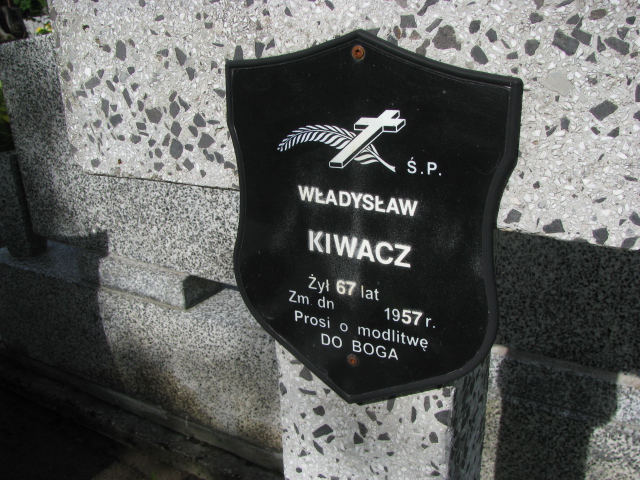 Ś.P.
WŁADYSŁAW
KIWACZ
Żył 67 lat
Zm. dn 1957 r.
Prosi o modlitwę
DO BOGA